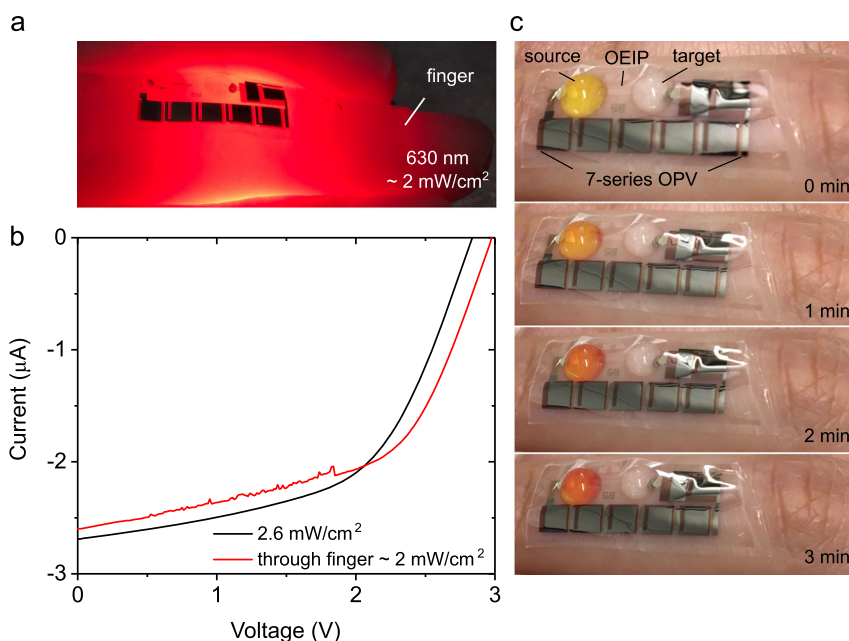 a
finger
630 nm
~ 2 mW/cm²
b
0
-1
-2
-3
Current (μA)
0
1
2
3
Voltage (V)
2.6 mW/cm²
through finger ~ 2 mW/cm²
c
source
OEIP
target
7-series OPV
0 min
1 min
2 min
3 min